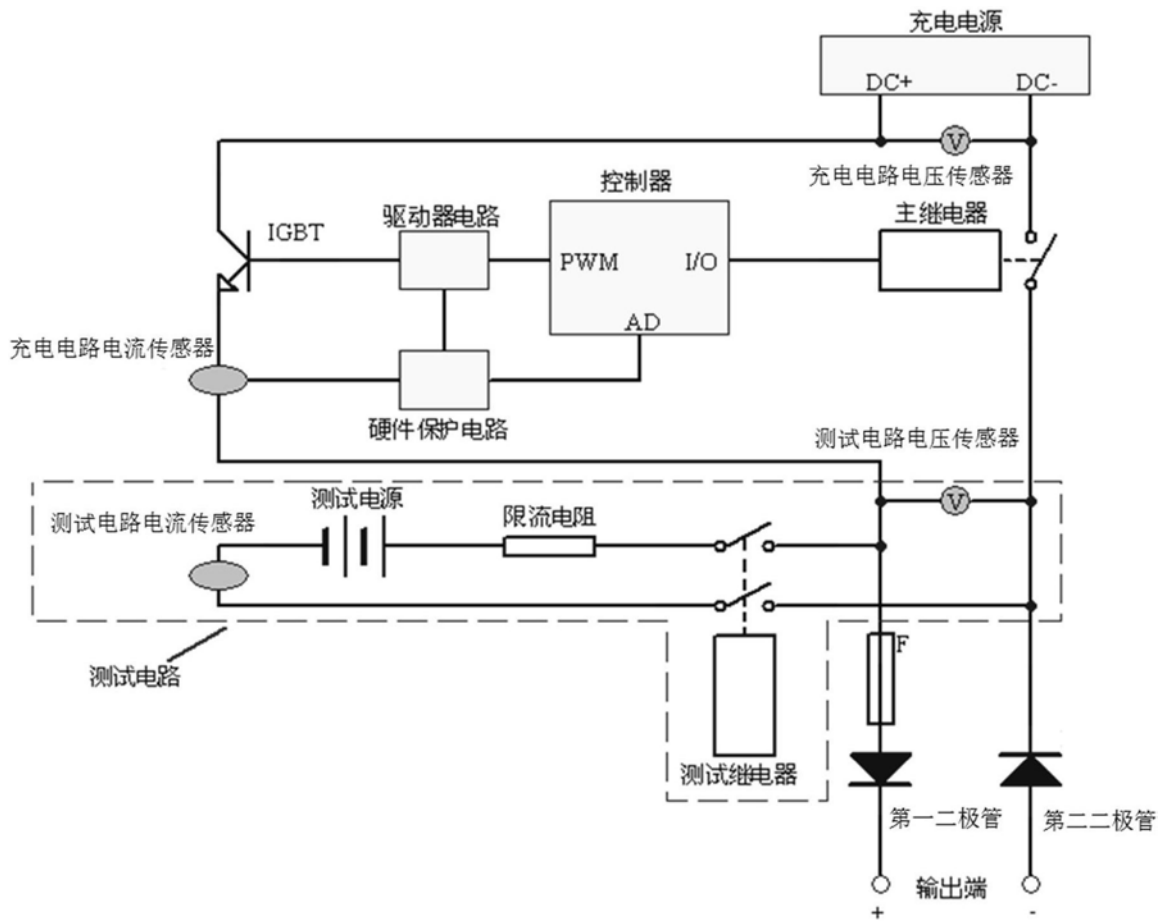 充电电源
DC+ DC-
V
充电电路电压传感器
控制器
主继电器
驱动器电路
IGBT
PWM I/O
AD
充电电路电流传感器
硬件保护电路
测试电路电压传感器
V
测试电源
测试电路电流传感器
限流电阻
F
测试电路
测试继电器
第一二极管
第二二极管
输出端
+ -